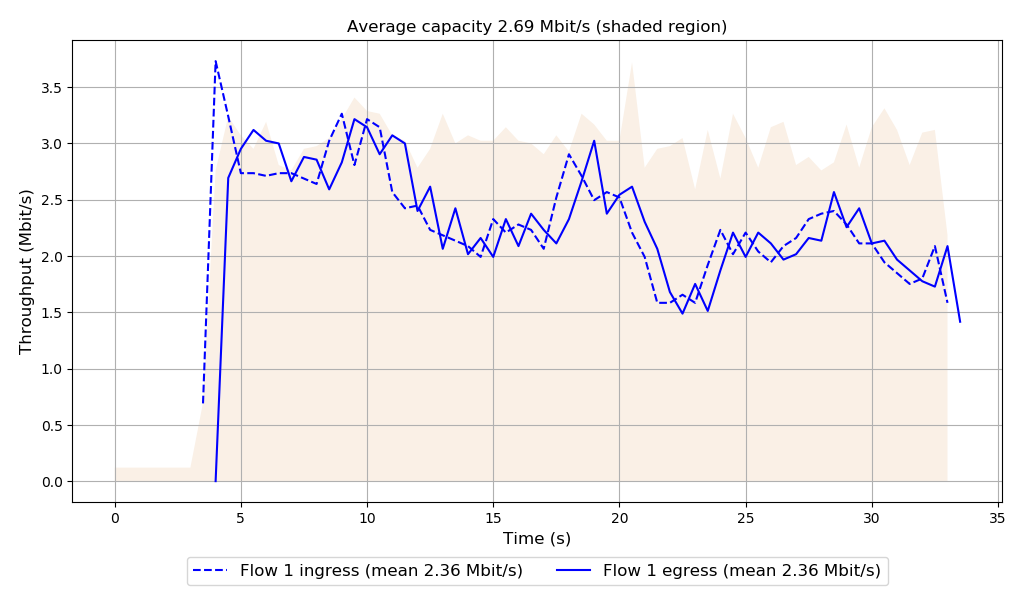 Average capacity 2.69 Mbit/s (shaded region)
Throughput (Mbit/s)
3.5
3.0
2.5
2.0
1.5
1.0
0.5
0.0
0 5 10 15 20 25 30 35
Time (s)
Flow 1 ingress (mean 2.36 Mbit/s) Flow 1 egress (mean 2.36 Mbit/s)